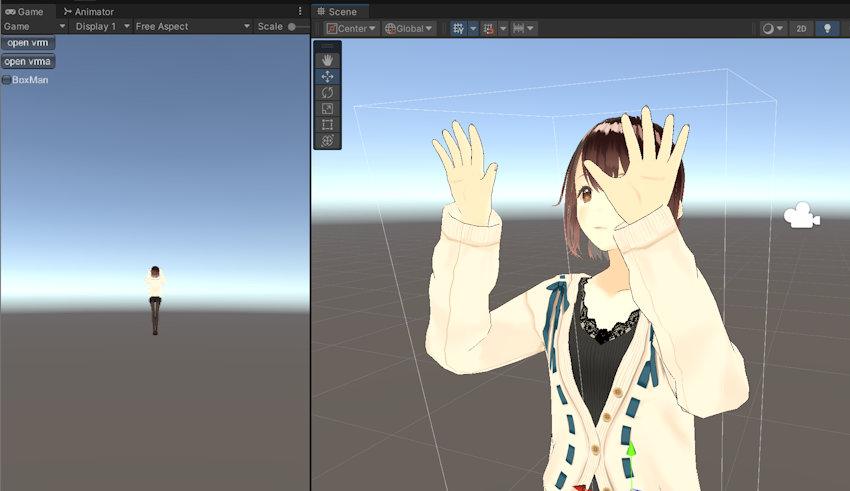 Game
Animator
Game
Display 1
Free Aspect
Scale
open vrm
open vrma
BoxMan
Scene
Center
Global
2D